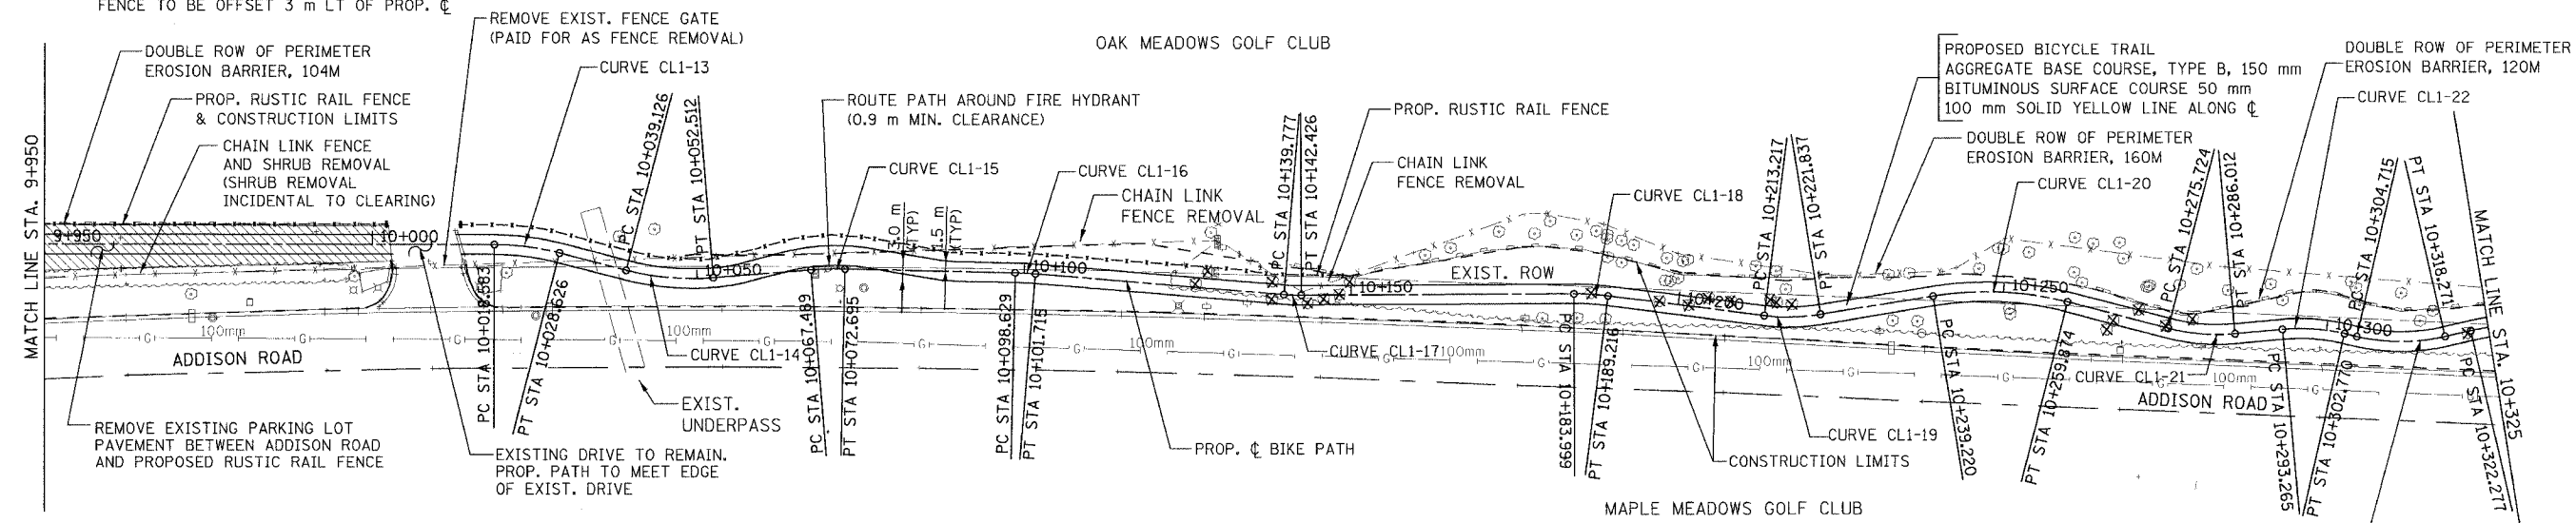 FENCE TO BE OFFSET 3 m LT OF PROP. ℄
REMOVE EXIST. FENCE GATE
(PAID FOR AS FENCE REMOVAL)
OAK MEADOWS GOLF CLUB
DOUBLE ROW OF PERIMETER
EROSION BARRIER, 104M
CURVE CL1-13
PROP. RUSTIC RAIL FENCE
& CONSTRUCTION LIMITS
CHAIN LINK FENCE
AND SHRUB REMOVAL
(SHRUB REMOVAL
INCIDENTAL TO CLEARING)
MATCH LINE STA. 9+950
PC STA 10+039.126
PT STA 10+052.512
ROUTE PATH AROUND FIRE HYDRANT
(0.9 m MIN. CLEARANCE)
CURVE CL1-15
CURVE CL1-16
3.0 m
(TYP)
1.5 m
(TYP)
CHAIN LINK
FENCE REMOVAL
PC STA 10+139.777
PT STA 10+142.426
PROP. RUSTIC RAIL FENCE
CHAIN LINK
FENCE REMOVAL
CURVE CL1-18
PC STA 10+213.217
PT STA 10+221.837
PROPOSED BICYCLE TRAIL
AGGREGATE BASE COURSE, TYPE B, 150 mm
BITUMINOUS SURFACE COURSE 50 mm
100 mm SOLID YELLOW LINE ALONG ℄
DOUBLE ROW OF PERIMETER
EROSION BARRIER, 160M
CURVE CL1-20
PC STA 10+275.724
PT STA 10+286.012
DOUBLE ROW OF PERIMETER
EROSION BARRIER, 120M
CURVE CL1-22
PC STA 10+304.715
PT STA 10+318.271
MATCH LINE STA. 10+325
9+950
10+000
10+050
10+100
EXIST. ROW
10+150
10+200
10+250
10+300
100mm
G
ADDISON ROAD
100mm
CURVE CL1-14
100mm
CURVE CL1-17
100mm
100mm
CURVE CL1-21
100mm
ADDISON ROAD
PC STA 10+018.583
PT STA 10+028.626
EXIST.
UNDERPASS
PC STA 10+067.489
PT STA 10+072.695
PC STA 10+098.629
PT STA 10+101.715
PROP. ℄ BIKE PATH
PC STA 10+183.999
PT STA 10+189.216
CURVE CL1-19
CONSTRUCTION LIMITS
PC STA 10+239.220
PT STA 10+259.874
PC STA 10+293.265
PT STA 10+302.770
PC STA 10+322.277
REMOVE EXISTING PARKING LOT
PAVEMENT BETWEEN ADDISON ROAD
AND PROPOSED RUSTIC RAIL FENCE
EXISTING DRIVE TO REMAIN.
PROP. PATH TO MEET EDGE
OF EXIST. DRIVE
MAPLE MEADOWS GOLF CLUB